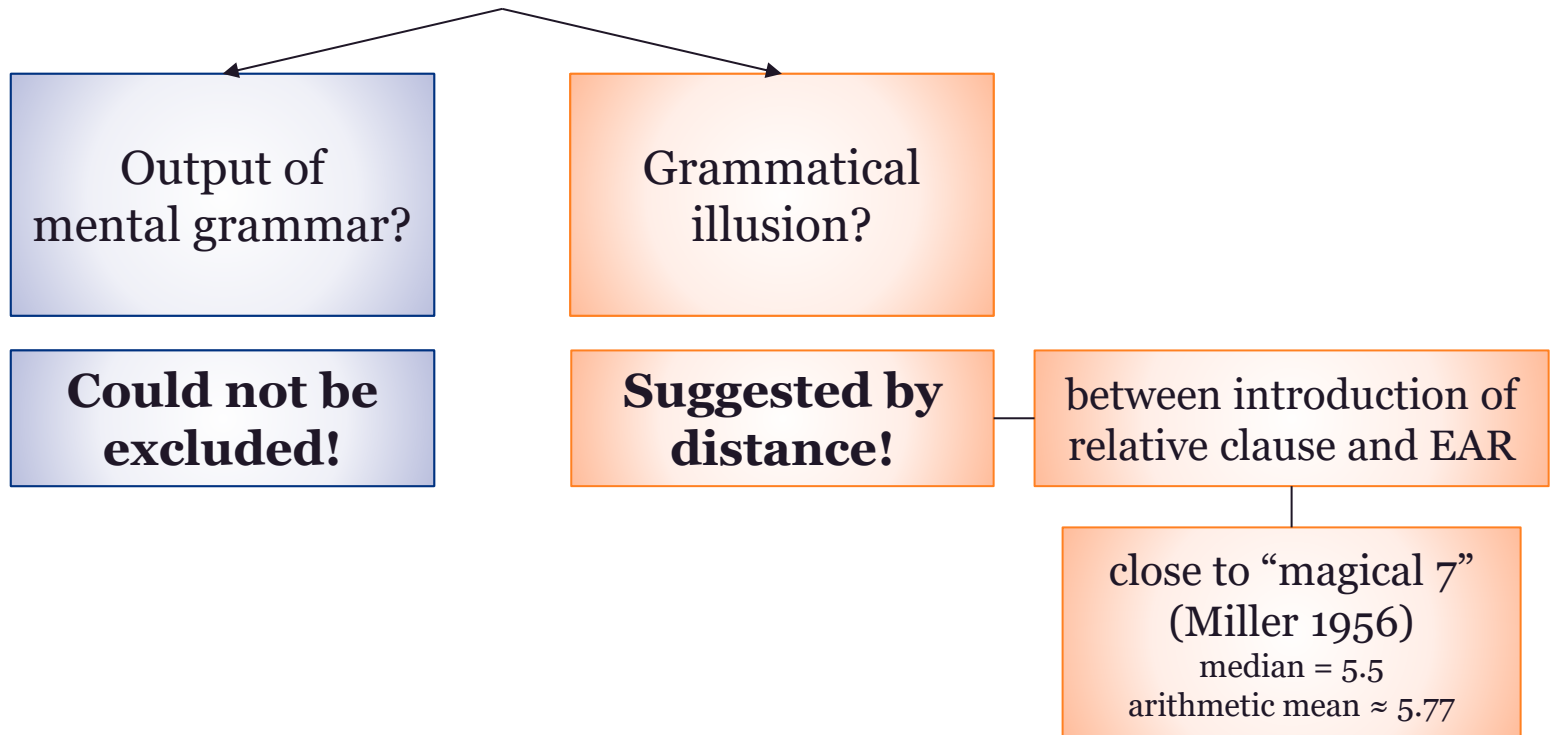 Output of
mental grammar?
Grammatical
illusion?
Could not be
excluded!
Suggested by
distance!
between introduction of
relative clause and EAR
close to “magical 7”
(Miller 1956)
median = 5.5
arithmetic mean ≈ 5.77